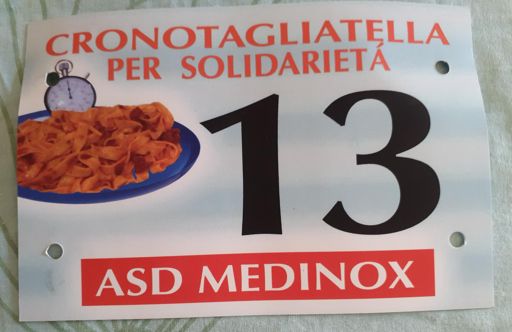 CRONOTAGLIATELLA
PER SOLIDARIETÁ
13
ASD MEDINOX